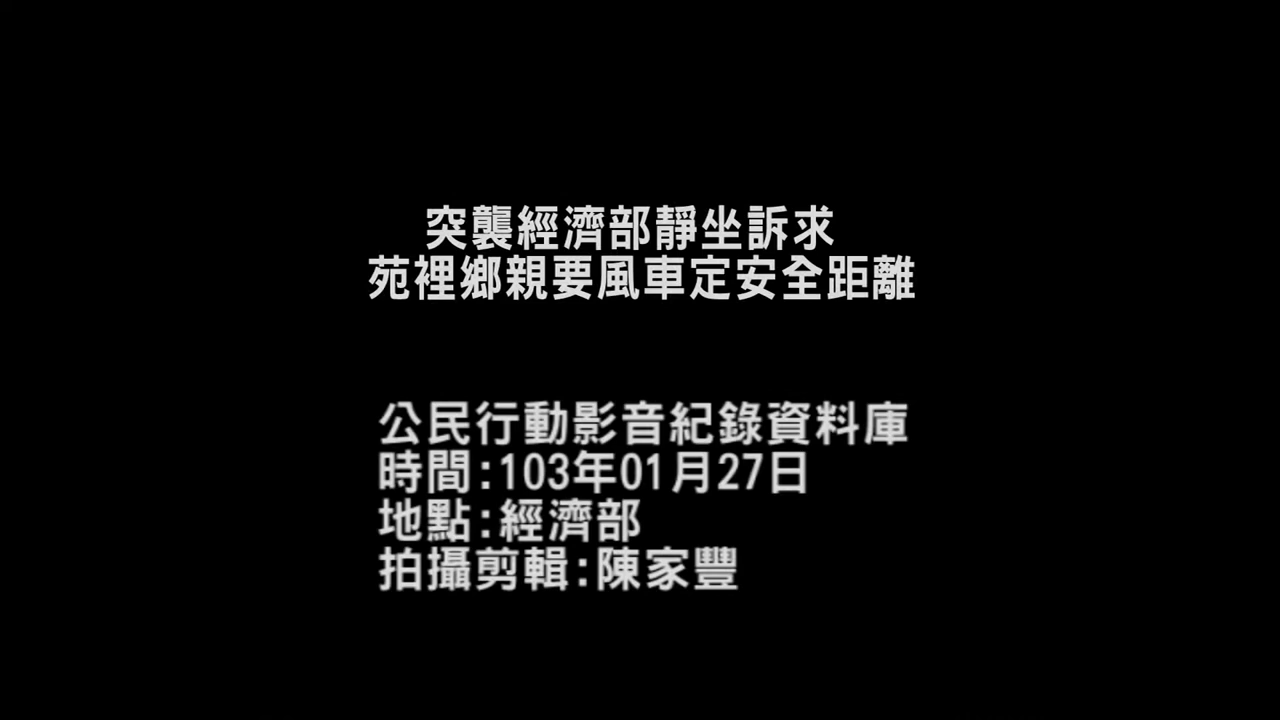 突襲經濟部靜坐訴求
苑裡鄉親要風車定安全距離
公民行動影音紀錄資料庫
時間:103年01月27日
地點:經濟部
拍攝剪輯:陳家豐